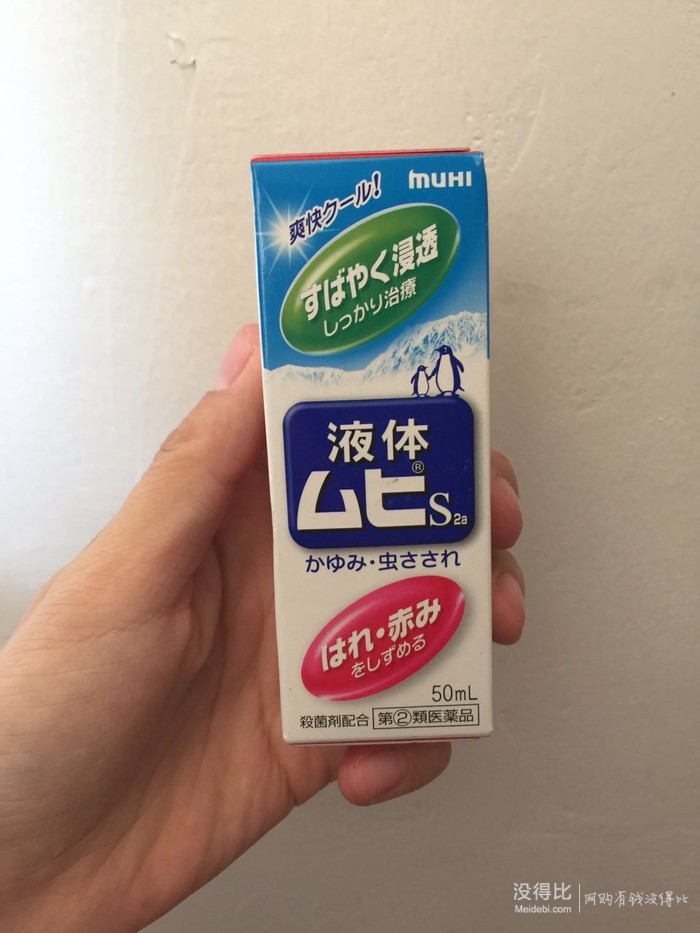 muhi
爽快クール!
すばやく浸透
しっかり治療
液体
ムヒ®S2a
かゆみ・虫さされ
はれ・赤み
をしずめる
50mL
殺菌剤配合 指②類医薬品
没得比
Meidebi.com
网购有钱没得比